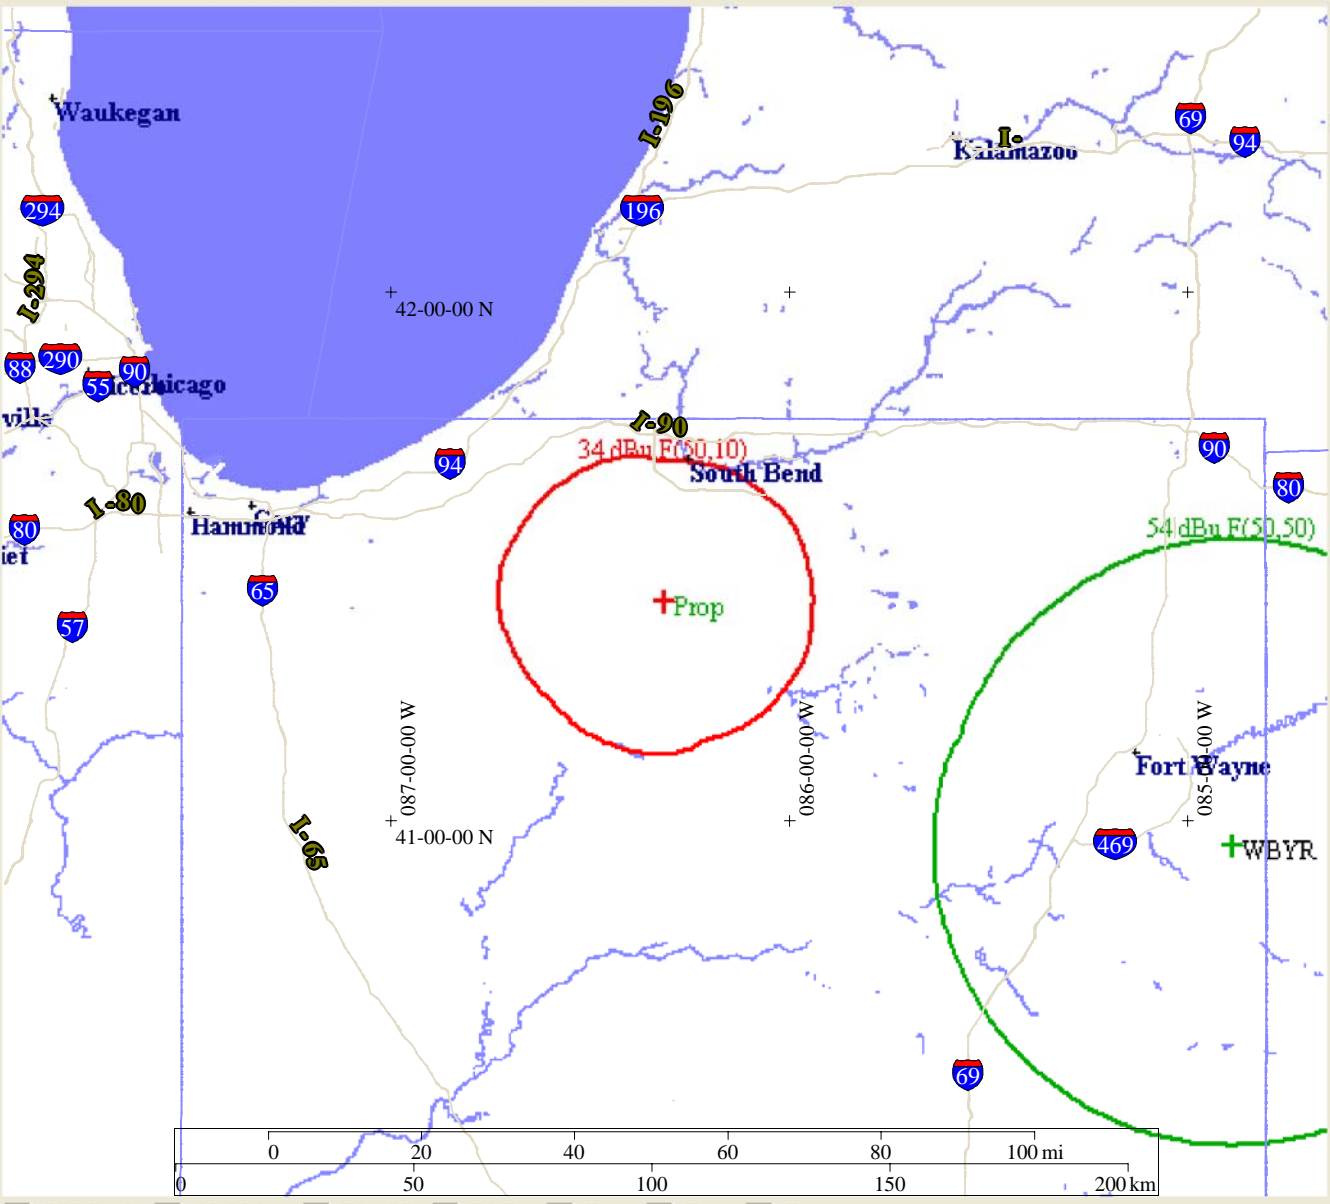 I-196
Waukegan
69
94
I-
Kalamazoo
294
196
I-294
42-00-00 N
88
290
55
90
Chicago
ville
I-90
94
34 dBu F(50,10)
90
South Bend
80
I-80
80
Hammond
54 dBu F(50,50)
iet
65
Prop
57
087-00-00 W
086-00-00 W
085-00-00 W
Fort Wayne
41-00-00 N
I-65
469
WBYR
69
0 20 40 60 80 100 mi
0 50 100 150 200 km